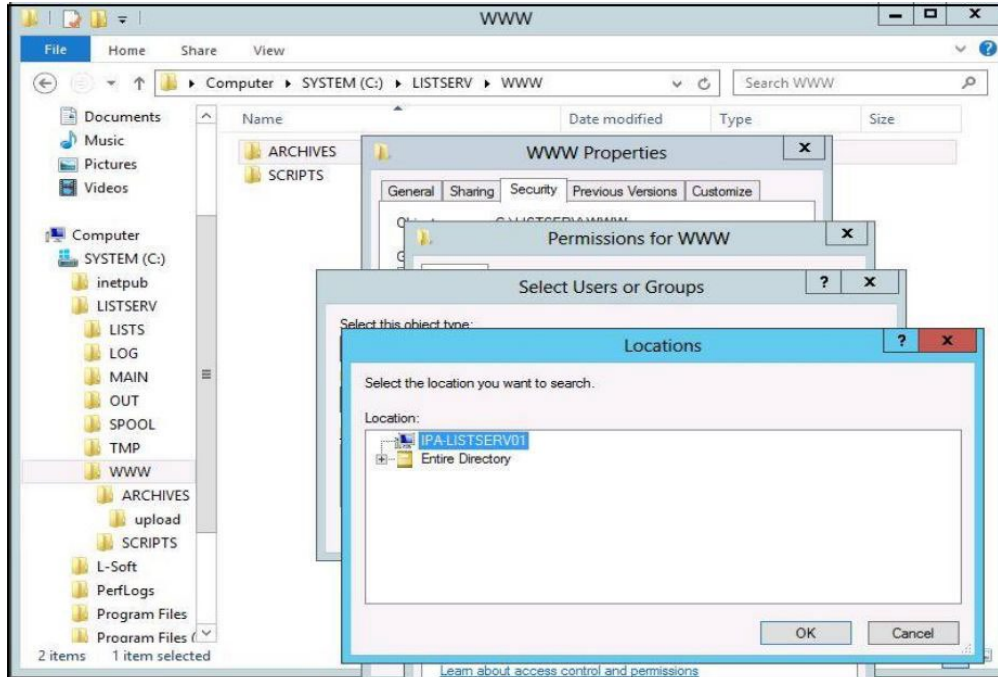 WWW
File Home Share View
Computer SYSTEM (C:) LISTSERV WWW Search WWW
Documents
Music
Pictures
Videos
Computer
SYSTEM (C:)
inetpub
LISTSERV
LISTS
LOG
MAIN
OUT
SPOOL
TMP
WWW
ARCHIVES
upload
SCRIPTS
L-Soft
PerfLogs
Program Files
Program Files (
Name Date modified Type Size
ARCHIVES
SCRIPTS
WWW Properties
General Sharing Security Previous Versions Customize
Permissions for WWW
Select Users or Groups
Select this object type:
Locations
Select the location you want to search.
Location:
IPA-LISTSERV01
Entire Directory
OK Cancel
Learn about access control and permissions
2 items 1 item selected